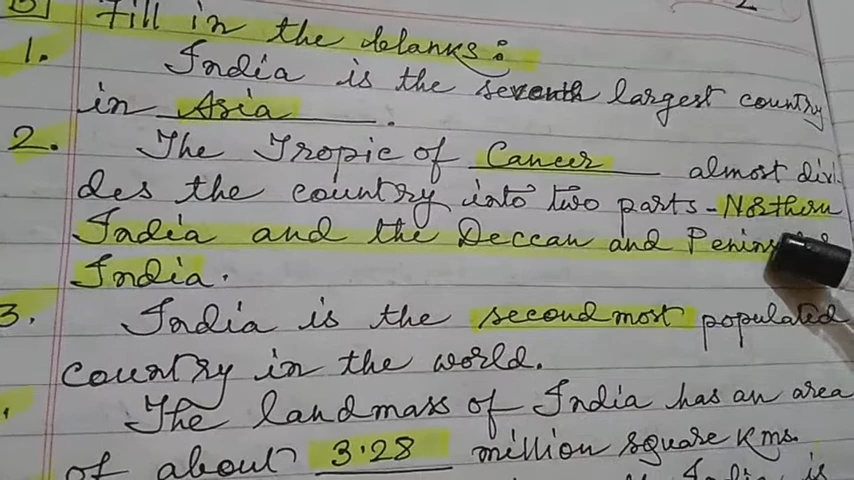 B] Fill in the blanks:
1. India is the seventh largest country
in Asia.
2. The Tropic of Cancer almost divi-
des the country into two parts - Northern
India and the Deccan and
India.
3. India is the second most populated
country in the world.
The landmass of India has an area
of about 3.28 million square Kms.
India is